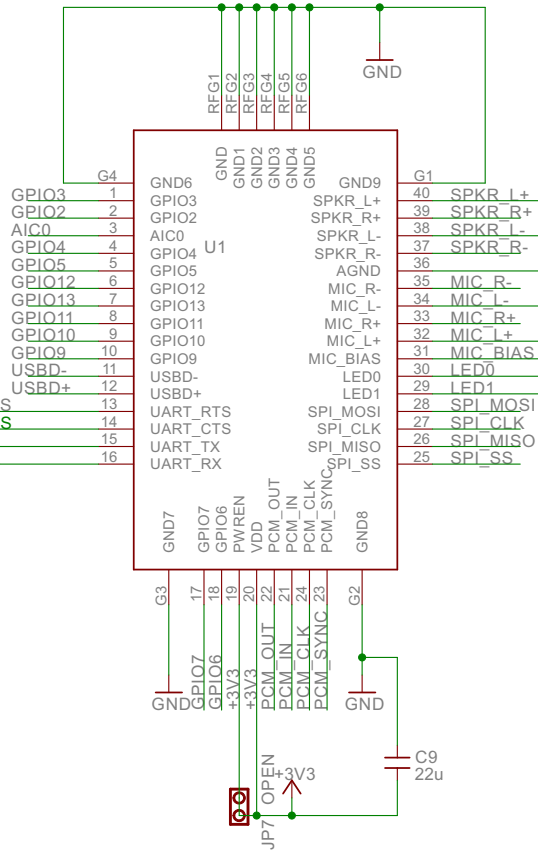 GND
RFG1 RFG2 RFG3 RFG4 RFG5 RFG6
GND GND1 GND2 GND3 GND4 GND5
G4 GND6 GND9 G1
GPIO3 1 GPIO3 SPKR_L+ 40 SPKR_L+
GPIO2 2 GPIO2 SPKR_R+ 39 SPKR_R+
AIC0 3 AIC0 SPKR_L- 38 SPKR_L-
U1
GPIO4 4 GPIO4 SPKR_R- 37 SPKR_R-
GPIO5 5 GPIO5 AGND 36
GPIO12 6 GPIO12 MIC_R- 35 MIC_R-
GPIO13 7 GPIO13 MIC_L- 34 MIC_L-
GPIO11 8 GPIO11 MIC_R+ 33 MIC_R+
GPIO10 9 GPIO10 MIC_L+ 32 MIC_L+
GPIO9 10 GPIO9 MIC_BIAS 31 MIC_BIAS
USBD- 11 USBD- LED0 30 LED0
USBD+ 12 USBD+ LED1 29 LED1
S 13 UART_RTS SPI_MOSI 28 SPI_MOSI
S 14 UART_CTS SPI_CLK 27 SPI_CLK
15 UART_TX SPI_MISO 26 SPI_MISO
16 UART_RX SPI_SS 25 SPI_SS
GND7 GPIO7 GPIO6 PWREN VDD PCM_OUT PCM_IN PCM_CLK PCM_SYNC GND8
G3 17 18 19 20 22 21 24 23 G2
GND GPIO7 GPIO6 +3V3 +3V3 PCM_OUT PCM_IN PCM_CLK PCM_SYNC GND
C9
22u
JP7 OPEN +3V3